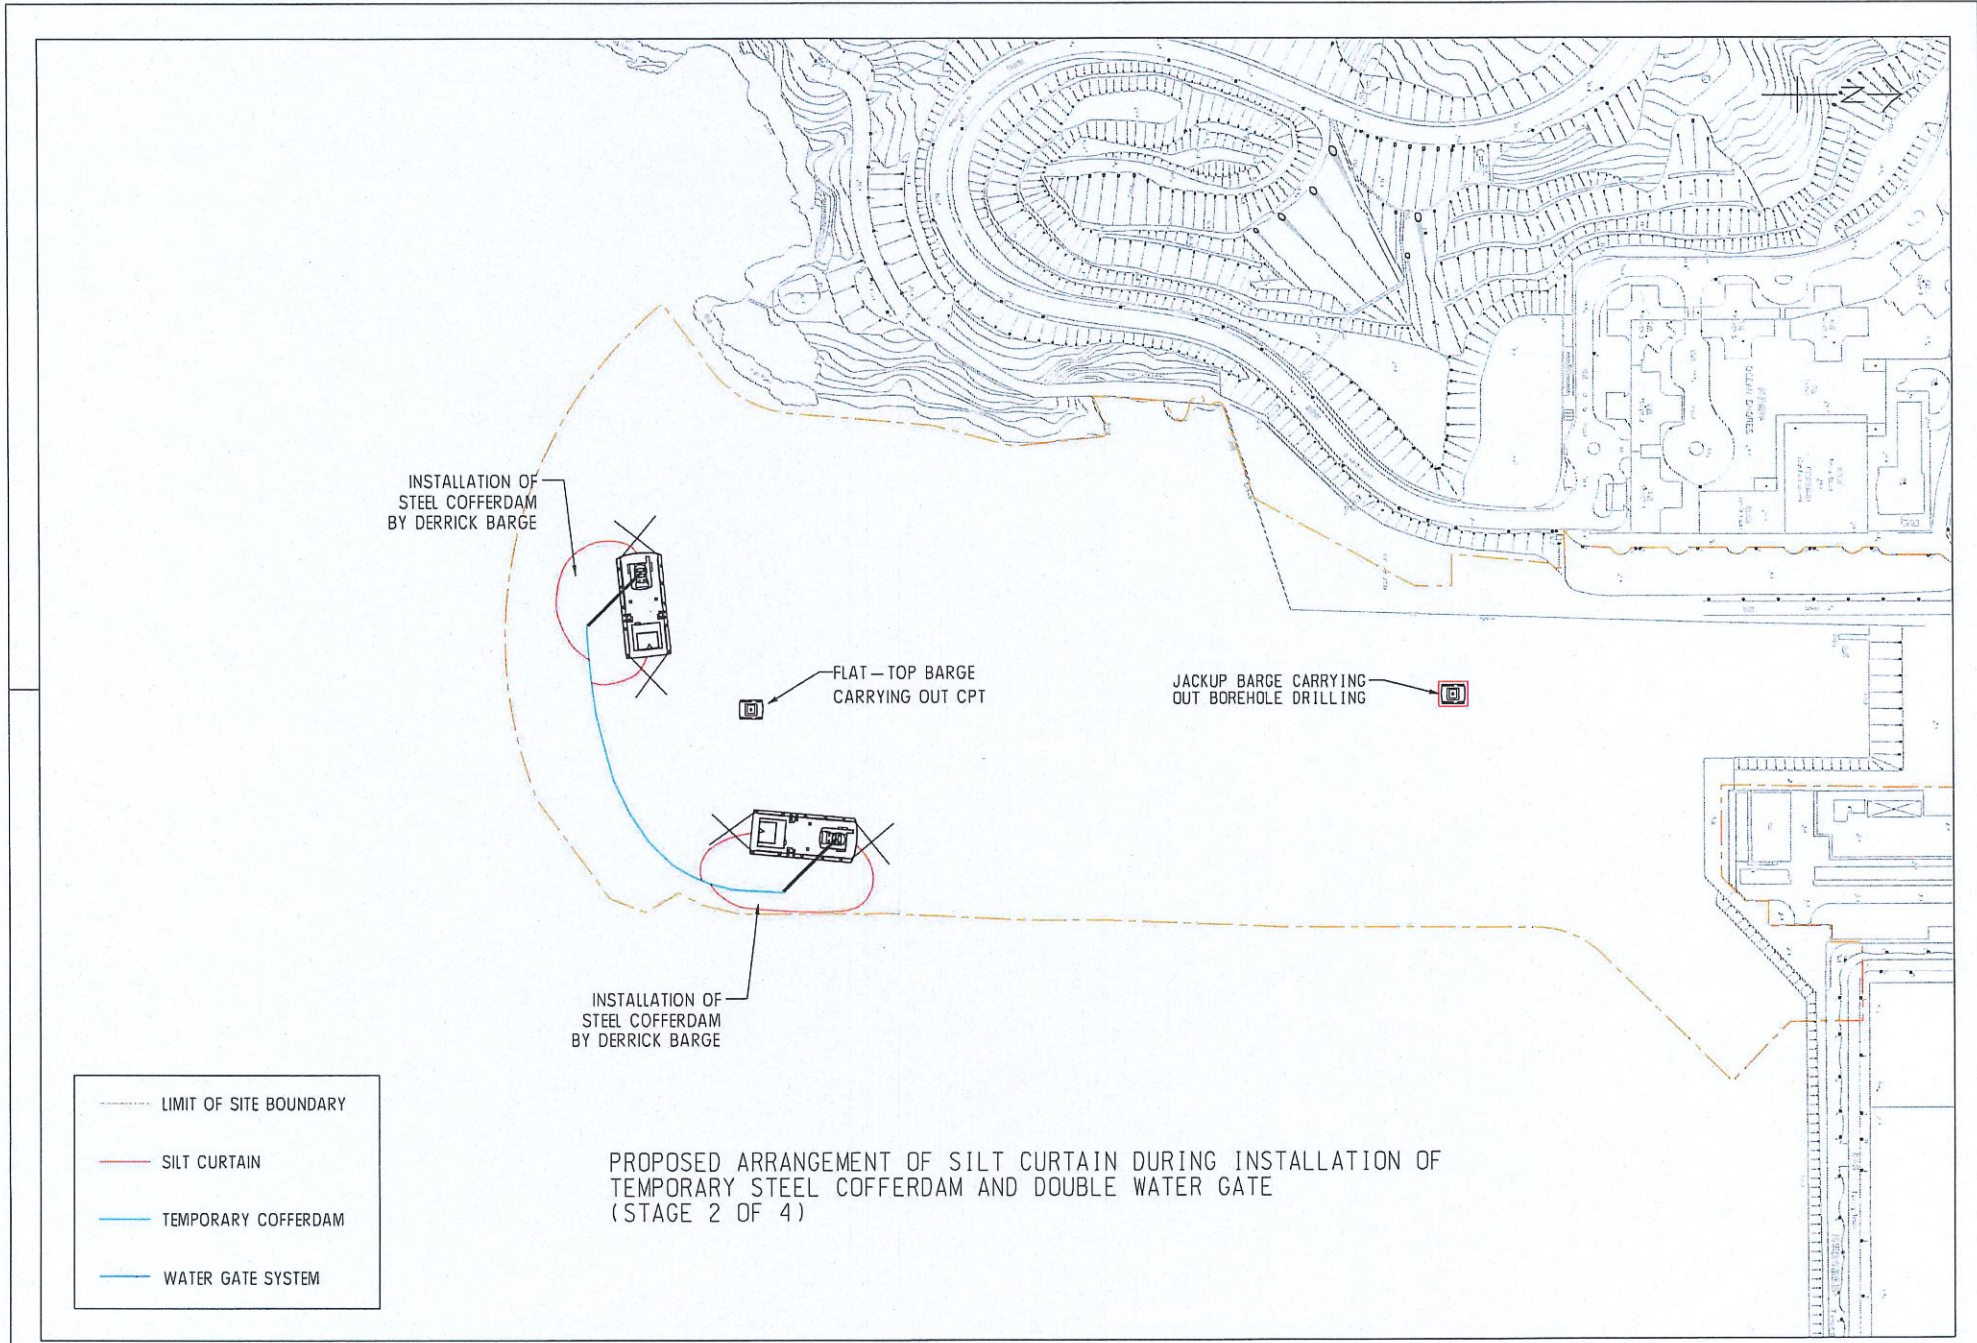 N
INSTALLATION OF
STEEL COFFERDAM
BY DERRICK BARGE
FLAT-TOP BARGE
CARRYING OUT CPT
JACKUP BARGE CARRYING
OUT BOREHOLE DRILLING
INSTALLATION OF
STEEL COFFERDAM
BY DERRICK BARGE
LIMIT OF SITE BOUNDARY
SILT CURTAIN
TEMPORARY COFFERDAM
WATER GATE SYSTEM
PROPOSED ARRANGEMENT OF SILT CURTAIN DURING INSTALLATION OF
TEMPORARY STEEL COFFERDAM AND DOUBLE WATER GATE
(STAGE 2 OF 4)